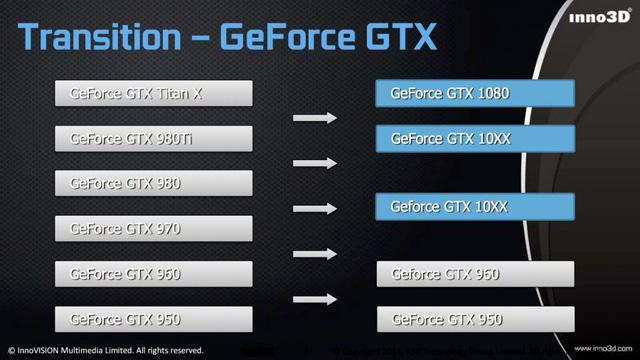 inno3D®
Transition – GeForce GTX
GeForce GTX Titan X
GeForce GTX 1080
GeForce GTX 980Ti
GeForce GTX 10XX
GeForce GTX 980
Geforce GTX 10XX
GeForce GTX 970
GeForce GTX 960
Geforce GTX 960
GeForce GTX 950
GeForce GTX 950
© InnoVISION Multimedia Limited. All rights reserved.
www.inno3d.com